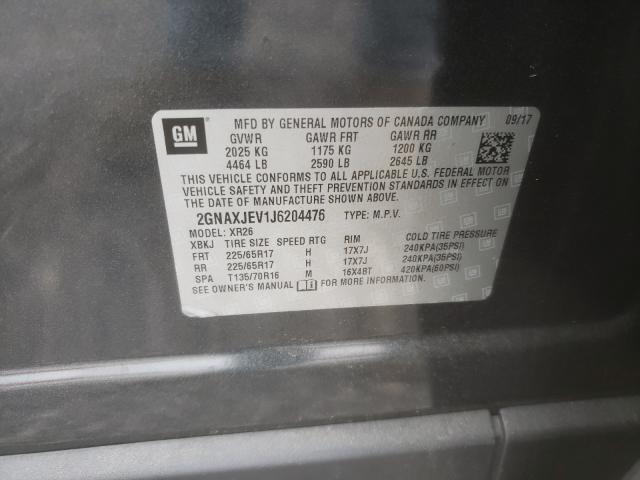 GM
MFD BY GENERAL MOTORS OF CANADA COMPANY 09/17
GVWR GAWR FRT GAWR RR
2025 KG 1175 KG 1200 KG
4464 LB 2590 LB 2645 LB
THIS VEHICLE CONFORMS TO ALL APPLICABLE U.S. FEDERAL MOTOR
VEHICLE SAFETY AND THEFT PREVENTION STANDARDS IN EFFECT ON
THE DATE OF MANUFACTURE SHOWN ABOVE.
2GNAXJEV1J6204476 TYPE: M.P.V.
MODEL: XR26
XBKJ TIRE SIZE SPEED RTG RIM COLD TIRE PRESSURE
FRT 225/65R17 H 17X7J 240KPA(35PSI)
RR 225/65R17 H 17X7J 240KPA(35PSI)
SPA T135/70R16 M 16X4BT 420KPA(60PSI)
SEE OWNER'S MANUAL FOR MORE INFORMATION.